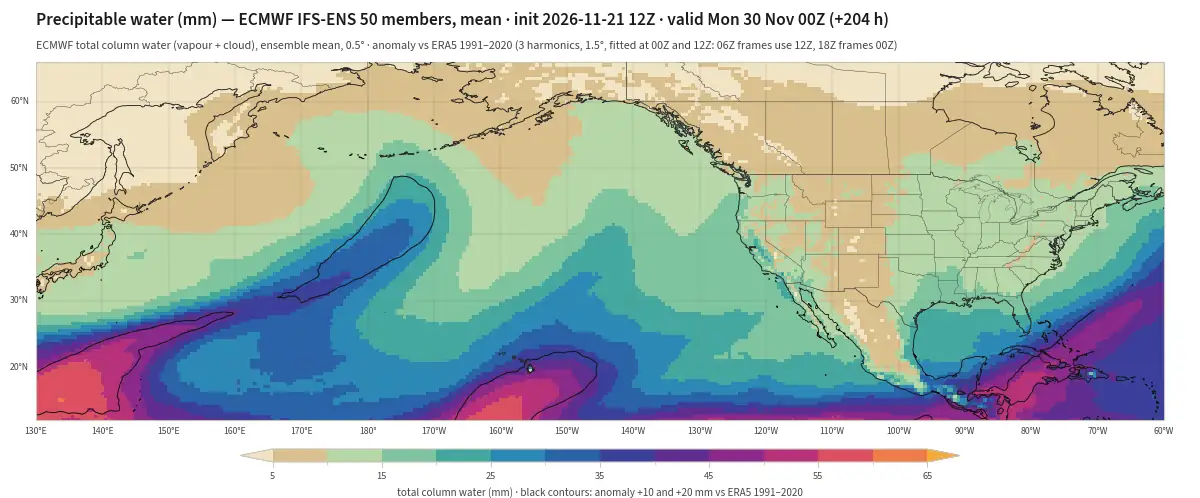 Precipitable water (mm) — ECMWF IFS-ENS 50 members, mean · init 2026-11-21 12Z · valid Mon 30 Nov 00Z (+204 h)
ECMWF total column water (vapour + cloud), ensemble mean, 0.5° · anomaly vs ERA5 1991–2020 (3 harmonics, 1.5°, fitted at 00Z and 12Z: 06Z frames use 12Z, 18Z frames 00Z)
60°N
50°N
40°N
30°N
20°N
130°E 140°E 150°E 160°E 170°E 180° 170°W 160°W 150°W 140°W 130°W 120°W 110°W 100°W 90°W 80°W 70°W 60°W
5 15 25 35 45 55 65
total column water (mm) · black contours: anomaly +10 and +20 mm vs ERA5 1991–2020